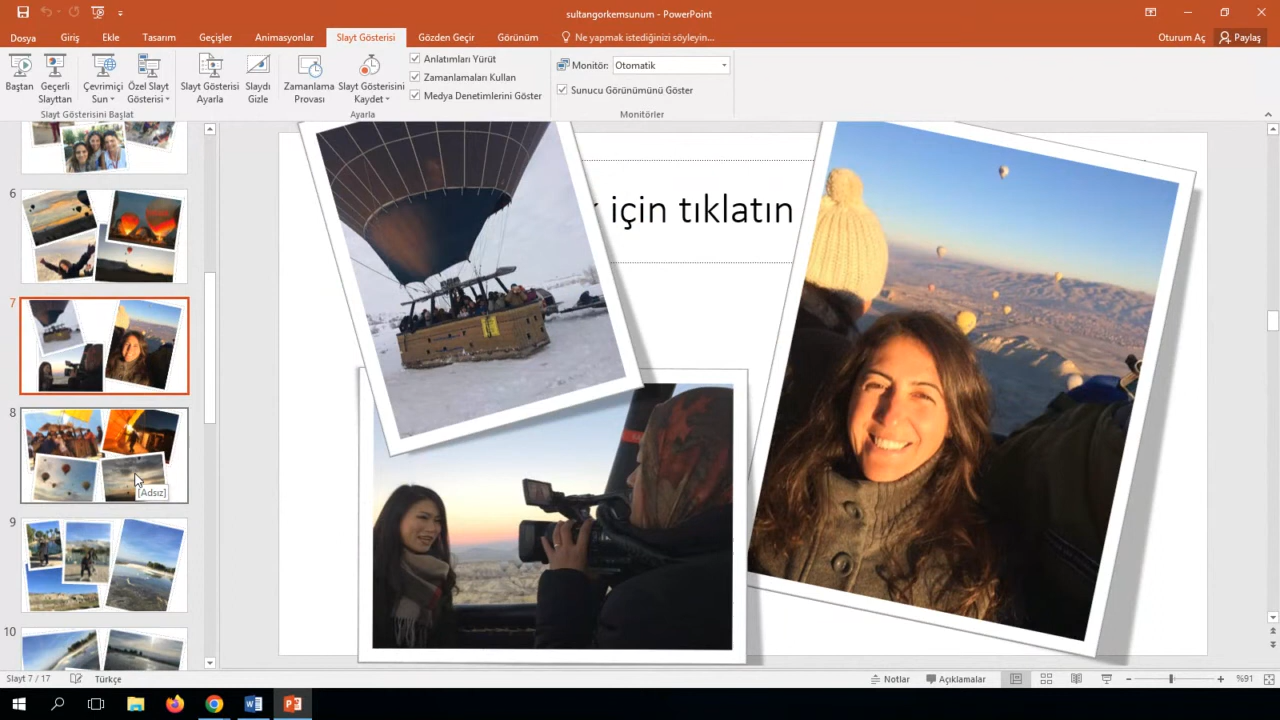 sultangorkemsunum - PowerPoint
Dosya Giriş Ekle Tasarım Geçişler Animasyonlar Slayt Gösterisi Gözden Geçir Görünüm Ne yapmak istediğinizi söyleyin... Oturum Aç Paylaş
Baştan
Geçerli Slayttan
Çevrimiçi Sun
Özel Slayt Gösterisi
Slayt Gösterisini Başlat
Slayt Gösterisi Ayarla
Slaydı Gizle
Zamanlama Provası
Slayt Gösterisini Kaydet
Anlatımları Yürüt
Zamanlamaları Kullan
Medya Denetimlerini Göster
Ayarla
Monitör: Otomatik
Sunucu Görünümünü Göster
Monitörler
6
7
8
[Adsız]
9
10
için tıklatın
Slayt 7 / 17 Türkçe Notlar Açıklamalar %91